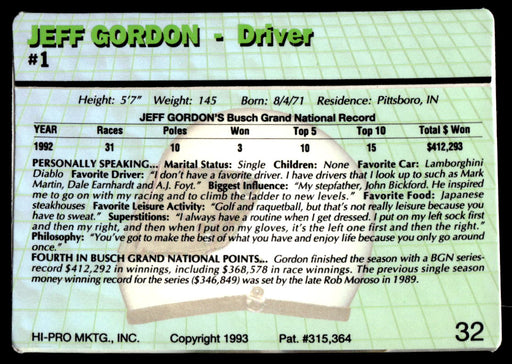 JEFF GORDON - Driver
#1
Height: 5'7" Weight: 145 Born: 8/4/71 Residence: Pittsboro, IN
JEFF GORDON'S Busch Grand National Record
YEAR Races Poles Won Top 5 Top 10 Total $ Won
1992 31 10 3 10 15 $412,293
PERSONALLY SPEAKING... Marital Status: Single Children: None Favorite Car: Lamborghini
Diablo Favorite Driver: "I don't have a favorite driver. I have drivers that I look up to such as Mark
Martin, Dale Earnhardt and A.J. Foyt." Biggest Influence: "My stepfather, John Bickford. He inspired
me to go on with my racing and to climb the ladder to new levels." Favorite Food: Japanese
steakhouses Favorite Leisure Activity: "Golf and raquetball, but that's not really leisure because you
have to sweat." Superstitions: "I always have a routine when I get dressed. I put on my left sock first
and then my right, and then when I put on my gloves, it's the left one first and then the right."
Philosophy: "You've got to make the best of what you have and enjoy life because you only go around
once."
FOURTH IN BUSCH GRAND NATIONAL POINTS... Gordon finished the season with a BGN series-
record $412,292 in winnings, including $368,578 in race winnings. The previous single season
money winning record for the series ($346,849) was set by the late Rob Moroso in 1989.
HI-PRO MKTG., INC. Copyright 1993 Pat. #315,364 32